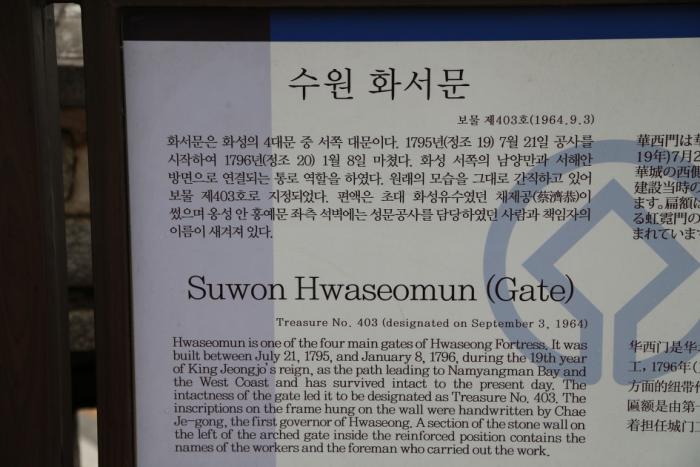 수원 화서문
보물 제403호(1964.9.3)
화서문은 화성의 4대문 중 서쪽 대문이다. 1795년(정조 19) 7월 21일 공사를
시작하여 1796년(정조 20) 1월 8일 마쳤다. 화성 서쪽의 남양만과 서해안
방면으로 연결되는 통로 역할을 하였다. 원래의 모습을 그대로 간직하고 있어
보물 제403호로 지정되었다. 편액은 초대 화성유수였던 채제공(蔡濟恭)이
썼으며 옹성 안 홍예문 좌측 석벽에는 성문공사를 담당하였던 사람과 책임자의
이름이 새겨져 있다.
Suwon Hwaseomun (Gate)
Treasure No. 403 (designated on September 3, 1964)
Hwaseomun is one of the four main gates of Hwaseong Fortress. It was
built between July 21, 1795, and January 8, 1796, during the 19th year
of King Jeongjo's reign, as the path leading to Namyangman Bay and
the West Coast and has survived intact to the present day. The
intactness of the gate led it to be designated as Treasure No. 403. The
inscriptions on the frame hung on the wall were handwritten by Chae
Je-gong, the first governor of Hwaseong. A section of the stone wall on
the left of the arched gate inside the reinforced position contains the
names of the workers and the foreman who carried out the work.
華西門は華
19年)7月2
華城の西側
建設当時の
ます。扁額は
る虹霓門の
まれています
华西门是华
工，1796年(
方面的纽带作
匾额是由第一
着担任城门工